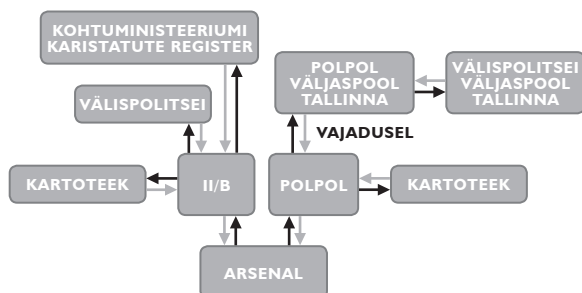 KOHTUMINISTEERIUMI
KARISTATUTE REGISTER
POLPOL
VÄLJASPOOL
TALLINNA
VÄLISPOLITSEI
VÄLJASPOOL
TALLINNA
VÄLISPOLITSEI
VAJADUSEL
KARTOTEEK
II/B
POLPOL
KARTOTEEK
ARSENAL